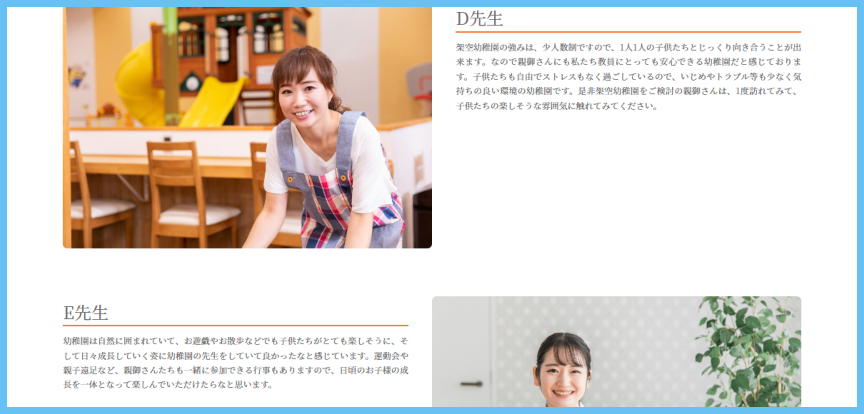 D先生
架空幼稚園の強みは、少人数制ですので、1人1人の子供たちとじっくり向き合うことが出
来ます。なので親御さんにも私たち教員にとっても安心できる幼稚園だと感じておりま
す。子供たちも自由でストレスもなく過ごしているので、いじめやトラブル等も少なく気
持ちの良い環境の幼稚園です。是非架空幼稚園をご検討の親御さんは、1度訪れてみて、
子供たちの楽しそうな雰囲気に触れてみてください。
E先生
幼稚園は自然に囲まれていて、お遊戯やお散歩などでも子供たちがとても楽しそうに、そ
して日々成長していく姿に幼稚園の先生をしていて良かったなと感じています。運動会や
親子遠足など、親御さんたちも一緒に参加できる行事もありますので、日頃のお子様の成
長を一体となって楽しんでいただけたらなと思います。